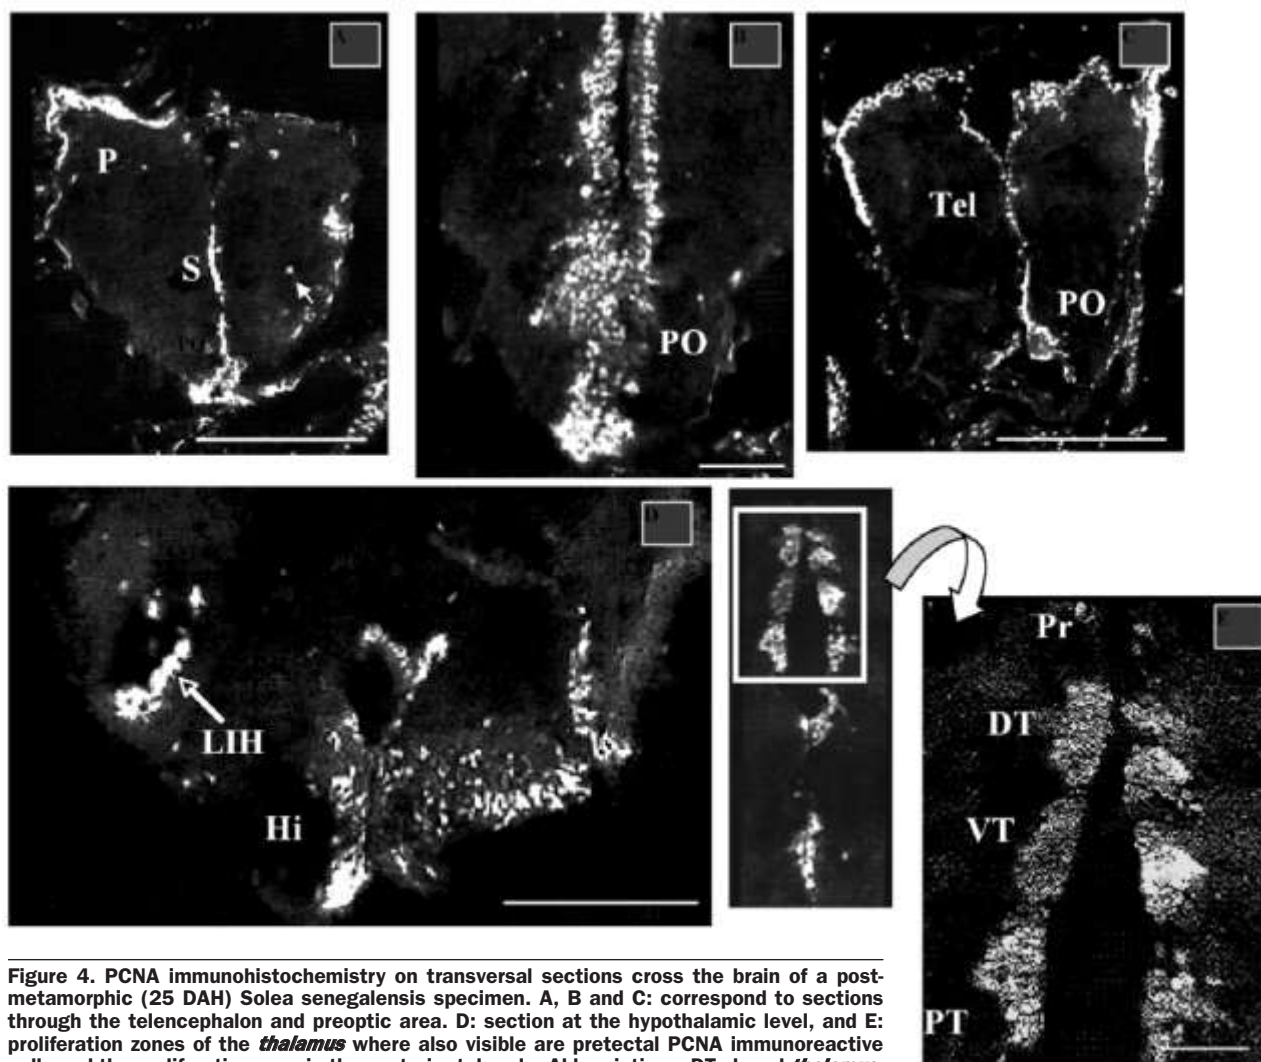 A
B
C
P
S
PO
PO
Tel
PO
D
LIH
Hi
E
Pr
DT
VT
PT
Figure 4. PCNA immunohistochemistry on transversal sections cross the brain of a post-
metamorphic (25 DAH) Solea senegalensis specimen. A, B and C: correspond to sections
through the telencephalon and preoptic area. D: section at the hypothalamic level, and E:
proliferation zones of the thalamus where also visible are pretectal PCNA immunoreactive